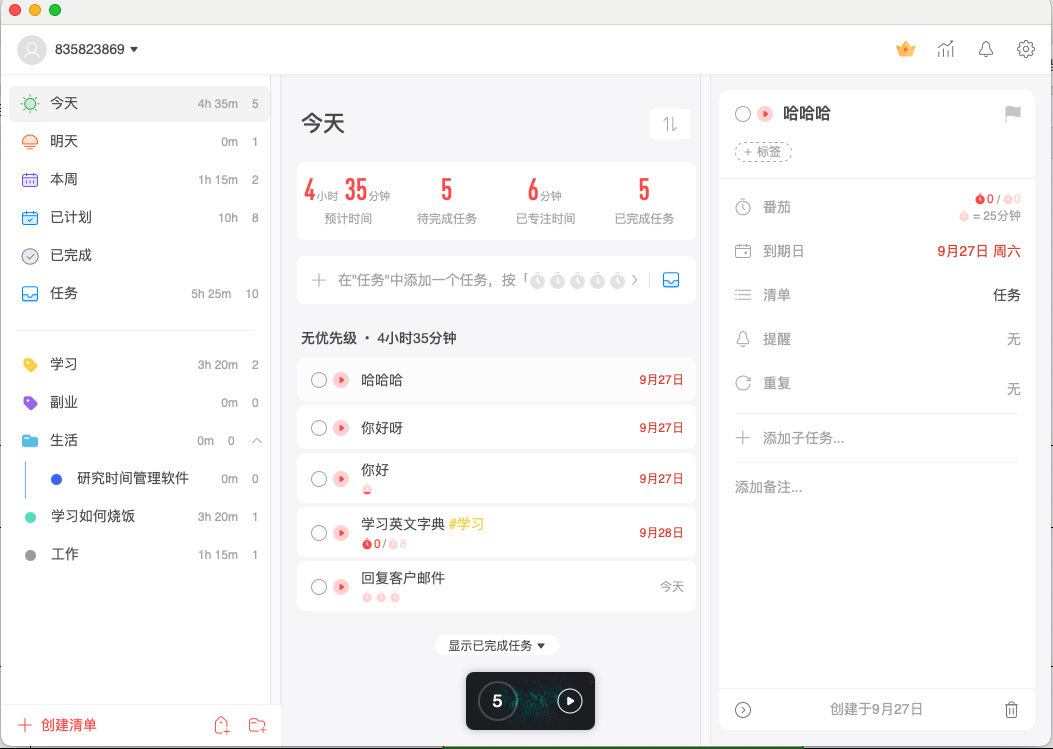 835823869
今天 4h 35m 5
明天 0m 1
本周 1h 15m 2
已计划 10h 8
已完成
任务 5h 25m 10
学习 3h 20m 2
副业 0m 0
生活 0m 0
研究时间管理软件 0m 0
学习如何烧饭 3h 20m 1
工作 1h 15m 1
+ 创建清单
今天
4小时 35分钟 5 6分钟 5
预计时间 待完成任务 已专注时间 已完成任务
在"任务"中添加一个任务，按「
无优先级 · 4小时35分钟
哈哈哈 9月27日
你好呀 9月27日
你好 9月27日
学习英文字典 #学习 9月28日
0 / 8
回复客户邮件 今天
显示已完成任务
5
哈哈哈
+ 标签
番茄 0 / 0
= 25分钟
到期日 9月27日 周六
清单 任务
提醒 无
重复 无
添加子任务...
添加备注...
创建于9月27日